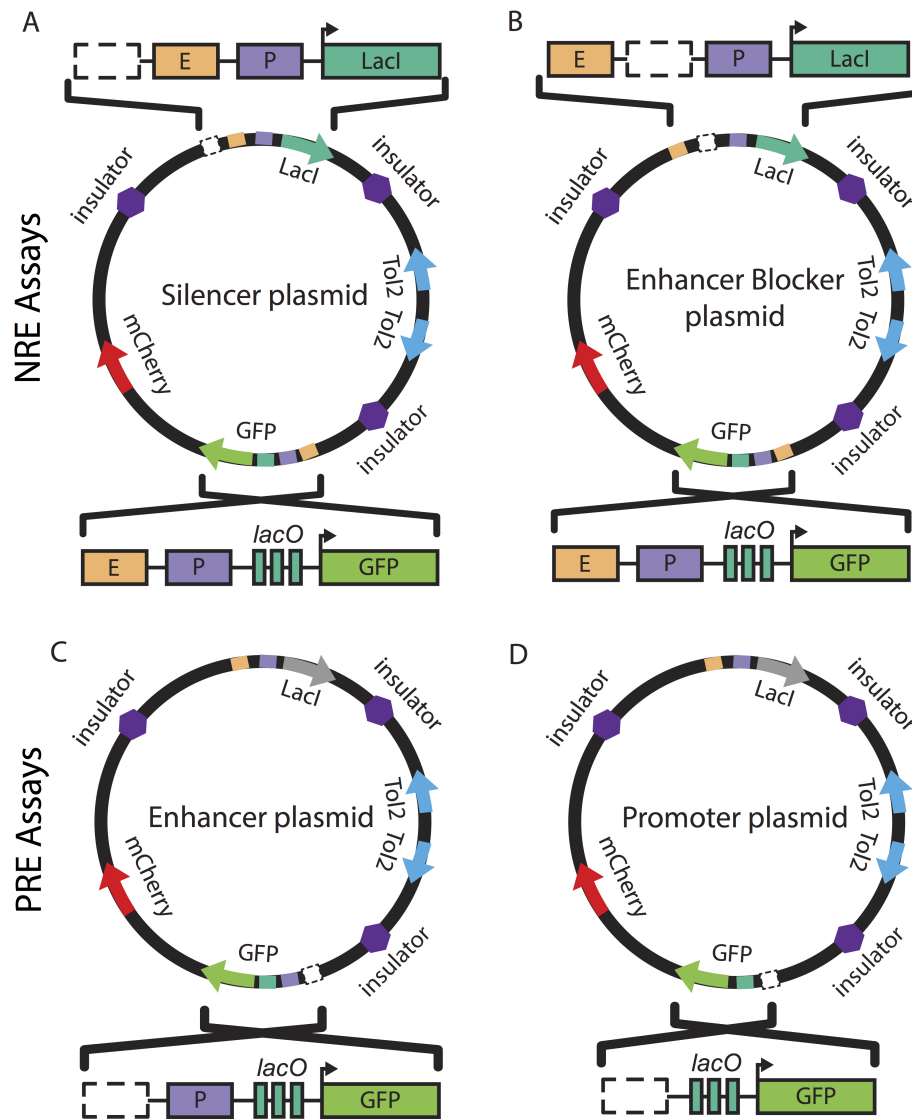 A
E P LacI
insulator
LacI
insulator
Tol2
Tol2
Silencer plasmid
mCherry
GFP
insulator
lacO
E P GFP
B
E P LacI
insulator
LacI
insulator
Tol2
Tol2
Enhancer Blocker
plasmid
mCherry
GFP
insulator
lacO
E P GFP
NRE Assays
C
insulator
LacI
insulator
Tol2
Tol2
Enhancer plasmid
mCherry
GFP
insulator
lacO
P GFP
D
insulator
LacI
insulator
Tol2
Tol2
Promoter plasmid
mCherry
GFP
insulator
lacO
GFP
PRE Assays